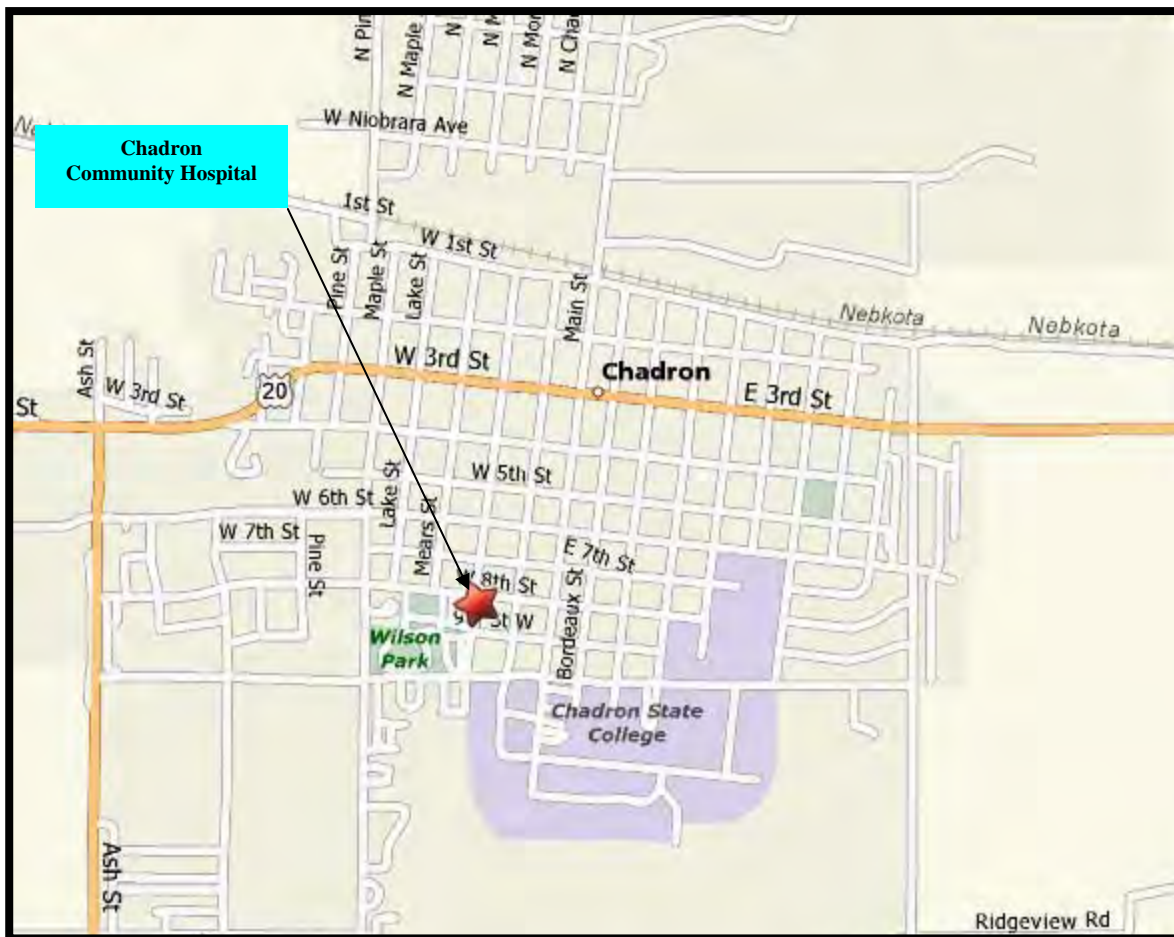 N Pin
N Maple
N
N M
N Mor
N Chad
W Niobrara Ave
Chadron
Community Hospital
1st St
W 1st St
Pine St
Maple St
Lake St
Main St
Nebkota
Nebkota
Ash St
W 3rd St
W 3rd St
20
Chadron
E 3rd St
St
W 5th St
W 6th St
Lake St
Mears St
W 7th St
Pine St
E 7th St
W 8th St
St W
Bordeaux St
Wilson
Park
Chadron State
College
Ash St
Ridgeview Rd